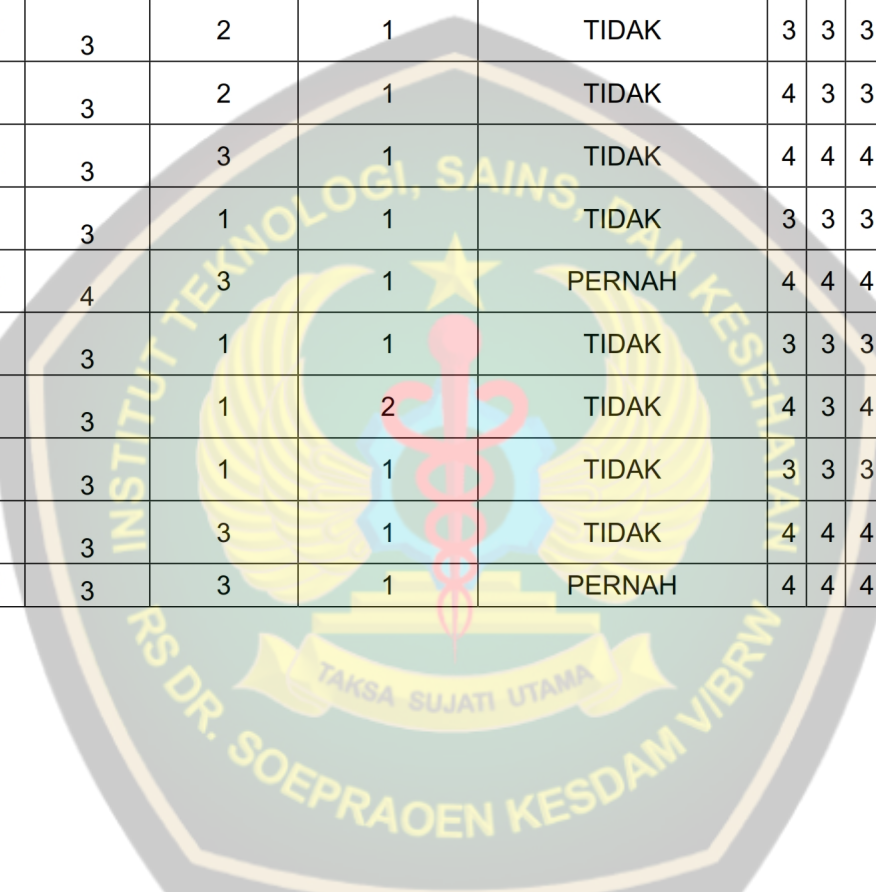 3 2 1 TIDAK 3 3 3
3 2 1 TIDAK 4 3 3
3 3 1 TIDAK 4 4 4
3 1 1 TIDAK 3 3 3
4 3 1 PERNAH 4 4 4
3 1 1 TIDAK 3 3 3
3 1 2 TIDAK 4 3 4
3 1 1 TIDAK 3 3 3
3 3 1 TIDAK 4 4 4
3 3 1 PERNAH 4 4 4
INSTITUT TEKNOLOGI, SAINS, DAN KESEHATAN
TAKSA SUJATI UTAMA
RS DR. SOEPRAOEN KESDAM V/BRW